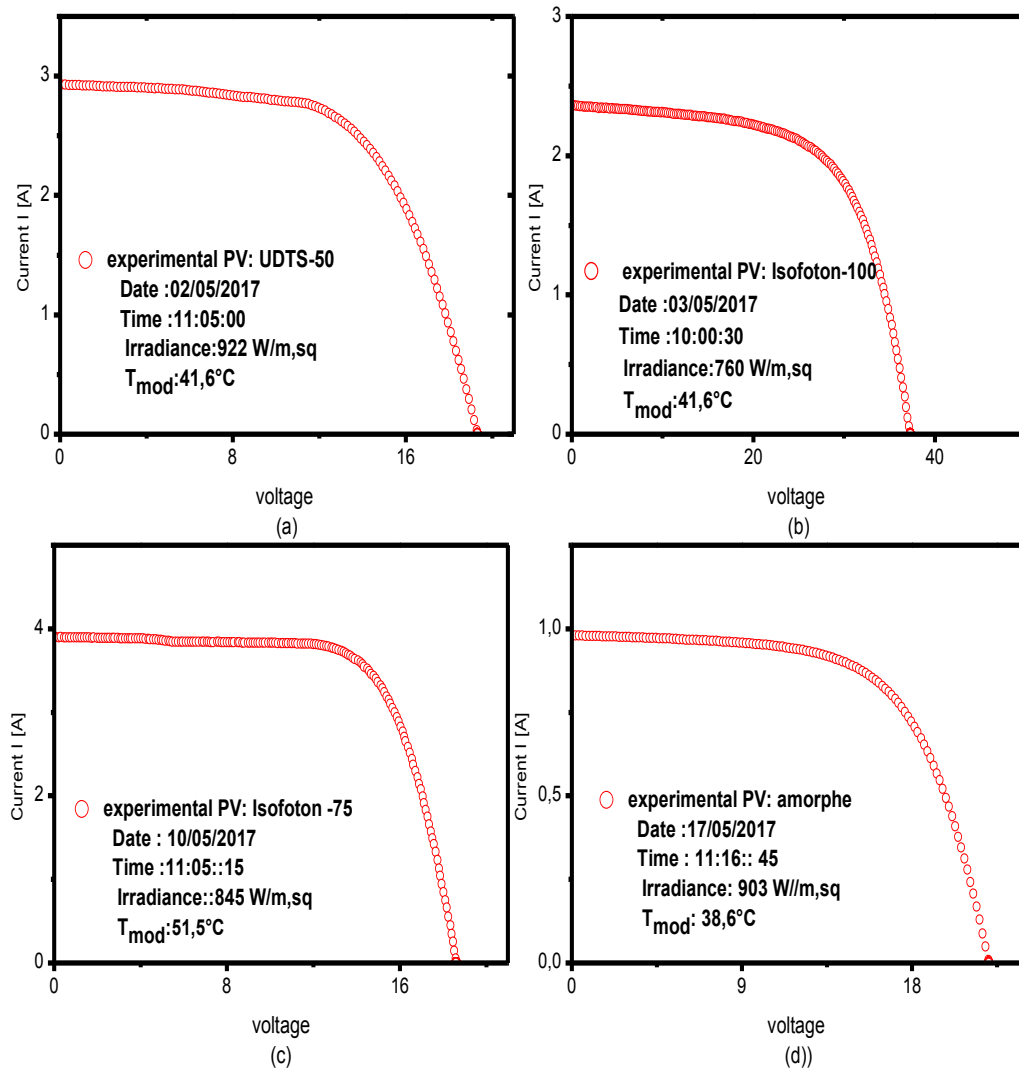 3
2
1
0
Current I [A]
experimental PV: UDTS-50
Date :02/05/2017
Time :11:05:00
Irradiance:922 W/m,sq
Tmod:41,6°C
0
8
16
voltage
(a)
3
2
1
0
Current I [A]
experimental PV: Isofoton-100
Date :03/05/2017
Time :10:00:30
Irradiance:760 W/m,sq
Tmod:41,6°C
0
20
40
voltage
(b)
4
2
0
Current I [A]
experimental PV: Isofoton -75
Date : 10/05/2017
Time :11:05::15
Irradiance::845 W/m,sq
Tmod:51,5°C
0
8
16
voltage
(c)
1,0
0,5
0,0
Current I [A]
experimental PV: amorphe
Date :17/05/2017
Time : 11:16:: 45
Irradiance: 903 W//m,sq
Tmod: 38,6°C
0
9
18
voltage
(d))